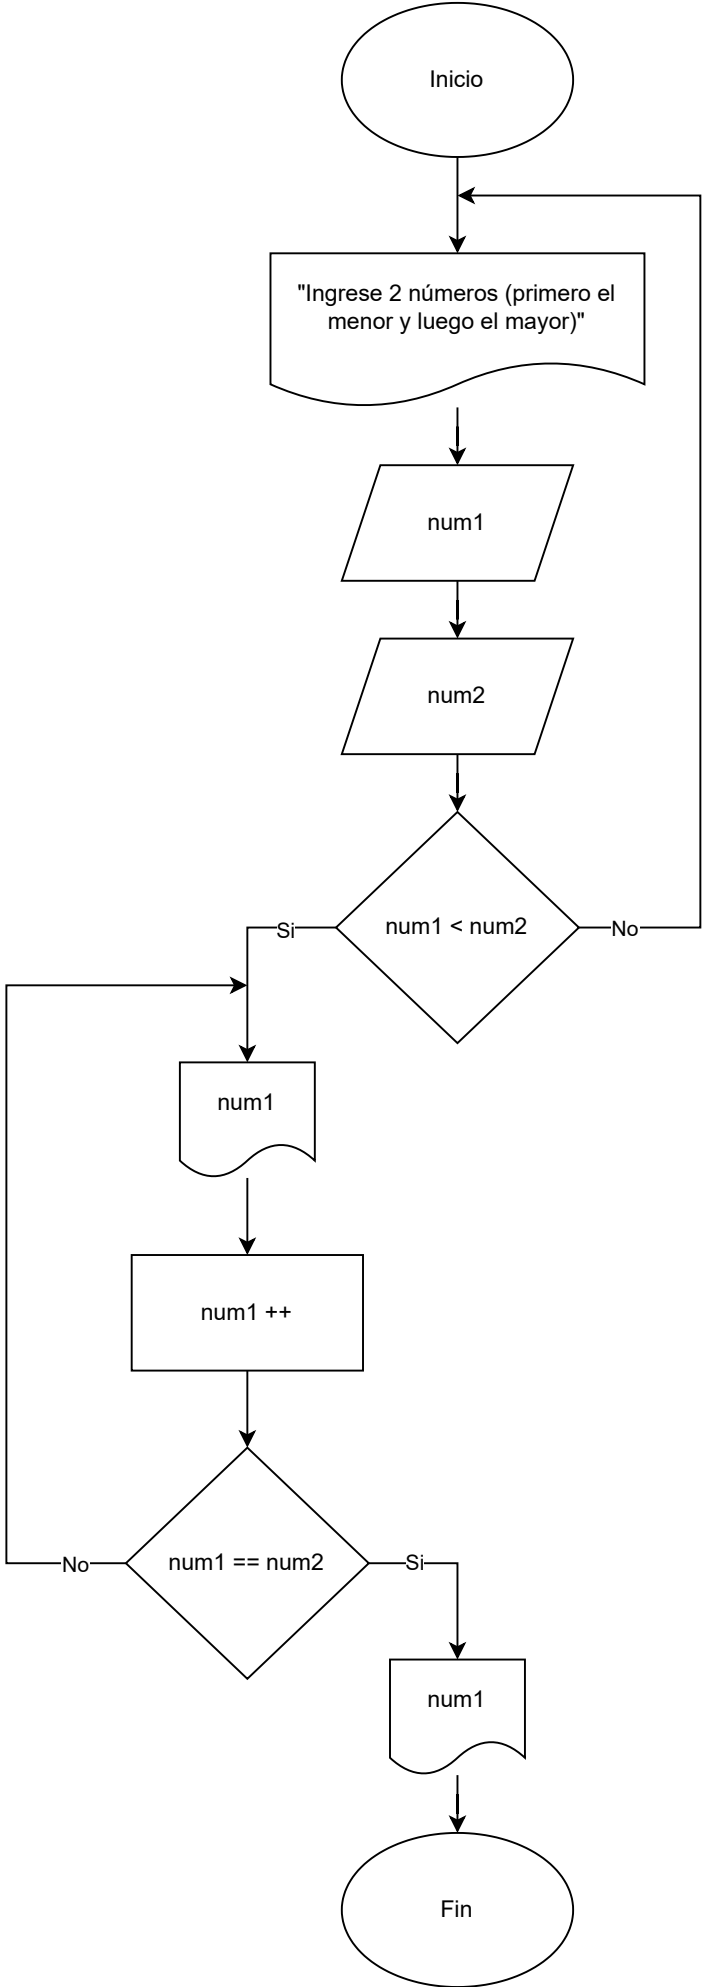 Inicio
"Ingrese 2 números (primero el
menor y luego el mayor)"
num1
num2
num1 < num2
Si
No
num1
num1 ++
num1 == num2
No
Si
num1
Fin